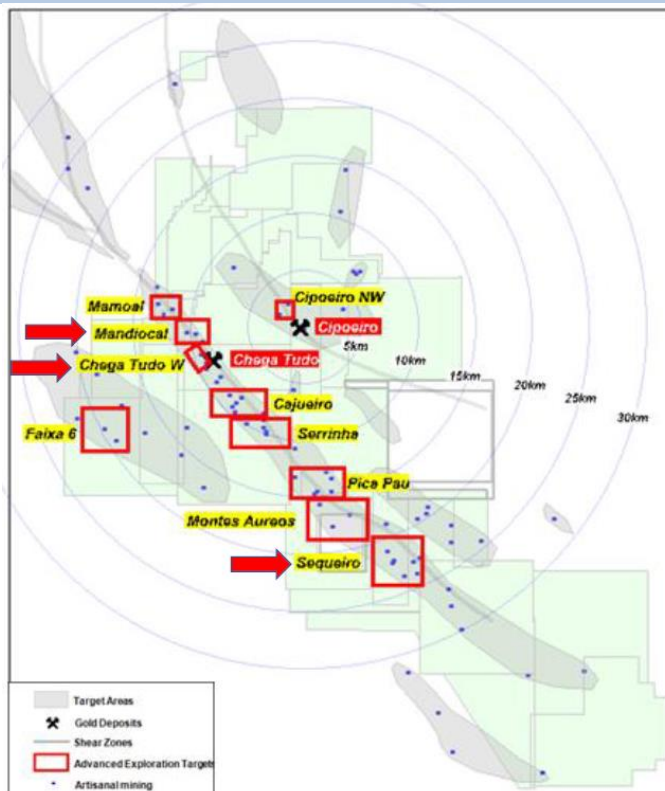 Mamoal
Cipoeiro NW
Mandiocal
Cipoeiro
Chega Tudo W
Chega Tudo
5km
10km
15km
20km
25km
30km
Cajueiro
Faixa 6
Serrinha
Pica Pau
Montes Aureos
Sequeiro
Target Areas
Gold Deposits
Shear Zones
Advanced Exploration Targets
Artisanal mining